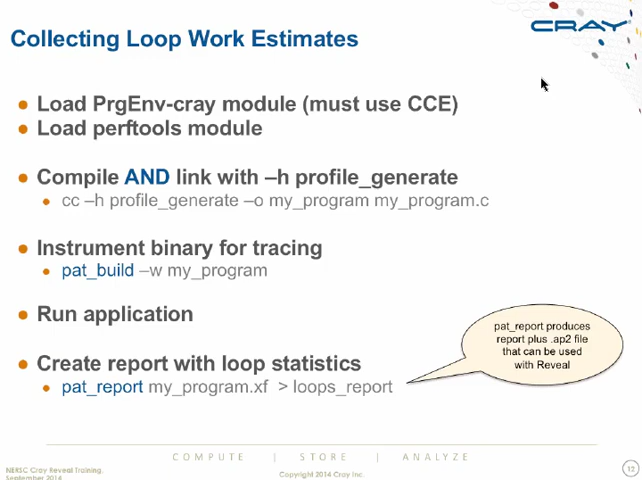 CRAY
Collecting Loop Work Estimates
● Load PrgEnv-cray module (must use CCE)
● Load perftools module
● Compile AND link with –h profile_generate
● cc –h profile_generate –o my_program my_program.c
● Instrument binary for tracing
● pat_build –w my_program
● Run application
● Create report with loop statistics
● pat_report my_program.xf > loops_report
pat_report produces
report plus .ap2 file
that can be used
with Reveal
COMPUTE | STORE | ANALYZE
NERSC Cray Reveal Training.
September 2014
Copyright 2014 Cray Inc.
12